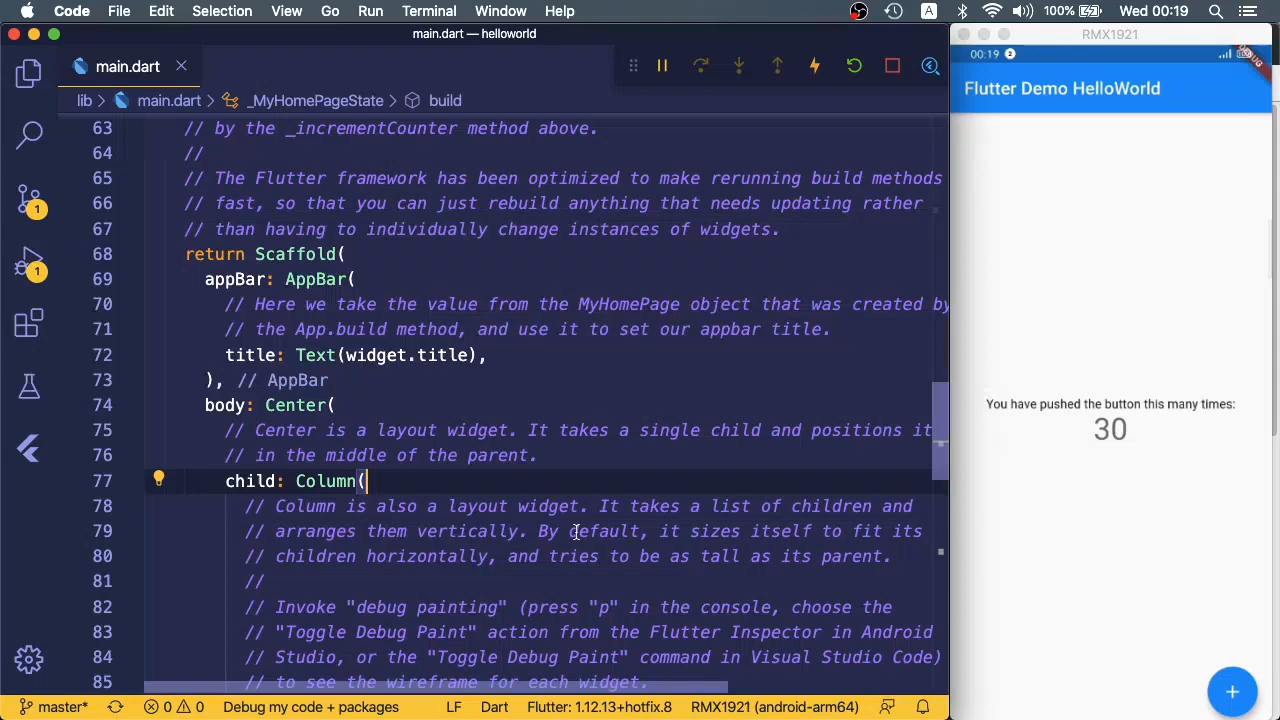 Code File Edit Selection View Go Run Terminal Window Help A 100% Wed 00:19
main.dart — helloworld
RMX1921
main.dart
00:19 2
DEBUG
lib > main.dart > _MyHomePageState > build
Flutter Demo HelloWorld
63 // by the _incrementCounter method above.
64 //
65 // The Flutter framework has been optimized to make rerunning build methods
66 // fast, so that you can just rebuild anything that needs updating rather
67 // than having to individually change instances of widgets.
68 return Scaffold(
69 appBar: AppBar(
70 // Here we take the value from the MyHomePage object that was created by
71 // the App.build method, and use it to set our appbar title.
72 title: Text(widget.title),
73 ), // AppBar
74 body: Center(
75 // Center is a layout widget. It takes a single child and positions it
76 // in the middle of the parent.
77 child: Column(
78 // Column is also a layout widget. It takes a list of children and
79 // arranges them vertically. By default, it sizes itself to fit its
80 // children horizontally, and tries to be as tall as its parent.
81 //
82 // Invoke "debug painting" (press "p" in the console, choose the
83 // "Toggle Debug Paint" action from the Flutter Inspector in Android
84 // Studio, or the "Toggle Debug Paint" command in Visual Studio Code)
85 // to see the wireframe for each widget.
1
1
You have pushed the button this many times:
30
+
master* 0 0 Debug my code + packages LF Dart Flutter: 1.12.13+hotfix.8 RMX1921 (android-arm64)